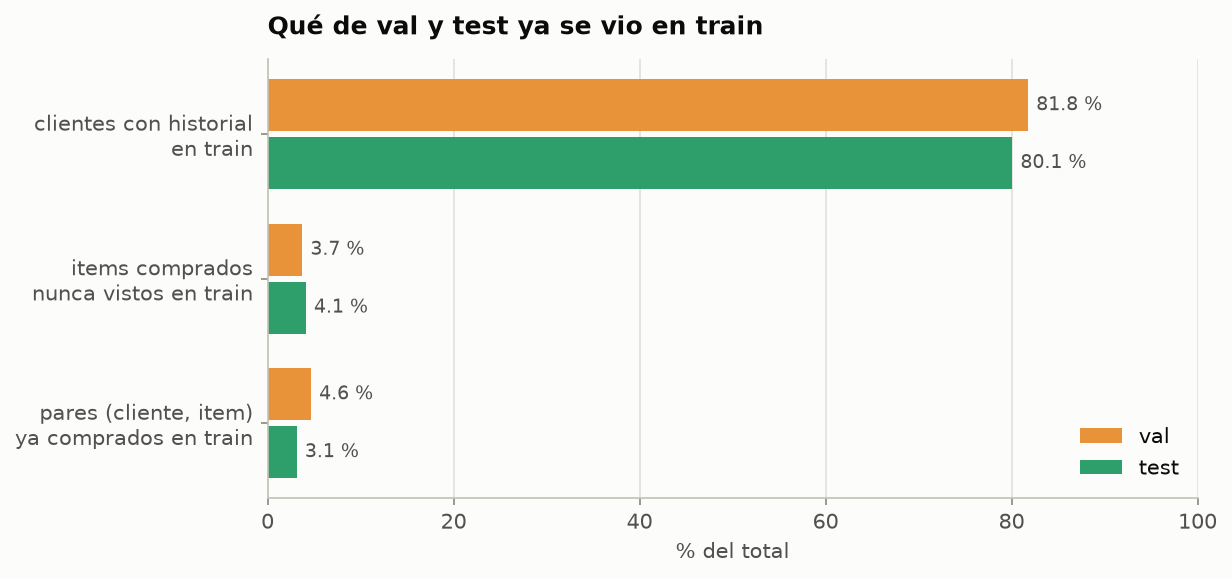 Qué de val y test ya se vio en train
clientes con historial
en train
81.8 %
80.1 %
items comprados
nunca vistos en train
3.7 %
4.1 %
pares (cliente, item)
ya comprados en train
4.6 %
3.1 %
val
test
0 20 40 60 80 100
% del total